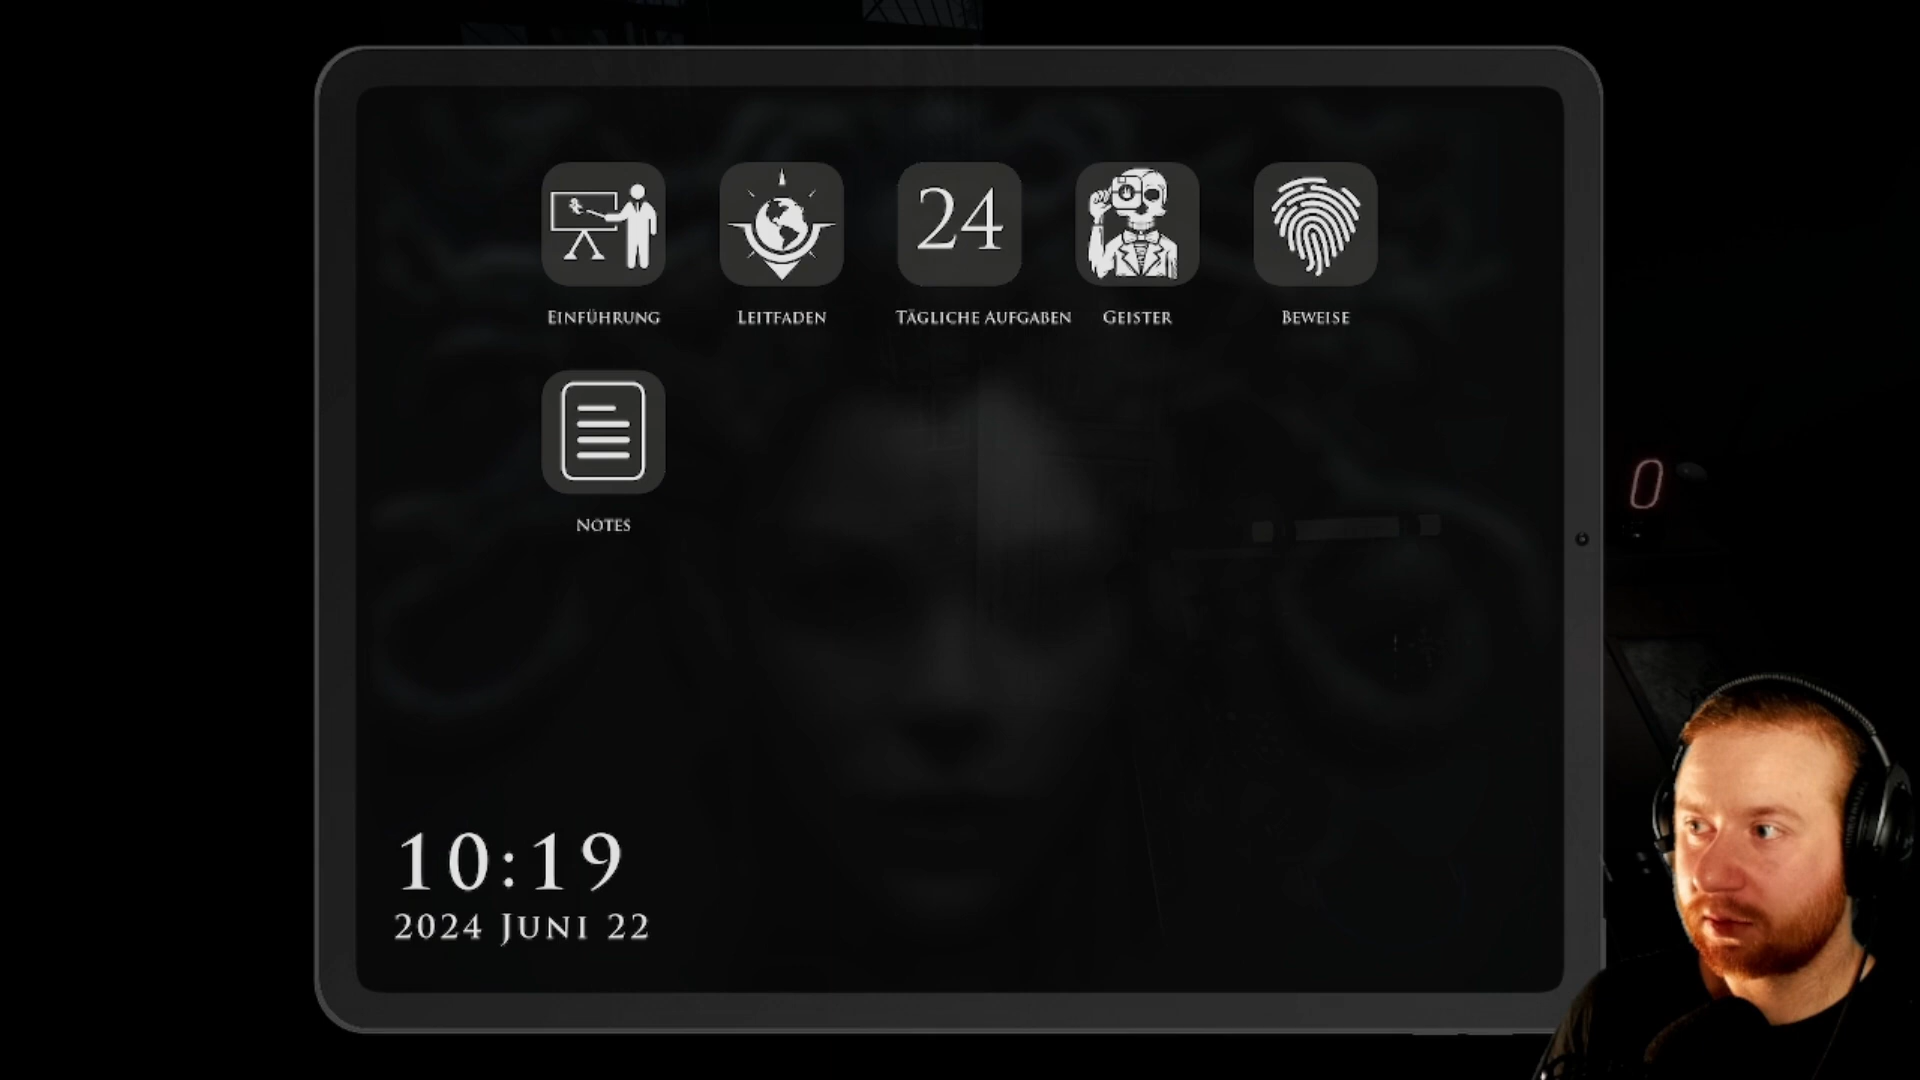 24
EINFÜHRUNG
LEITFADEN
TÄGLICHE AUFGABEN
GEISTER
BEWEISE
NOTES
10:19
2024 JUNI 22